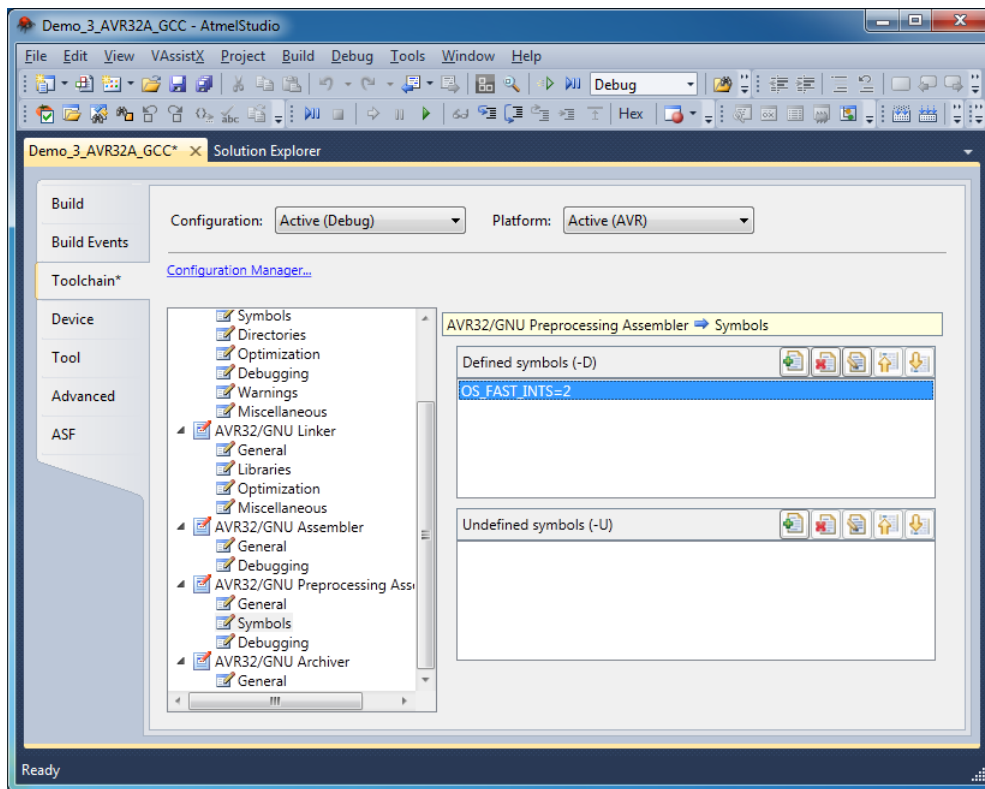 Demo_3_AVR32A_GCC - AtmelStudio
File Edit View VAssistX Project Build Debug Tools Window Help
Debug
Hex
Demo_3_AVR32A_GCC* Solution Explorer
Build
Build Events
Toolchain*
Device
Tool
Advanced
ASF
Configuration: Active (Debug) Platform: Active (AVR)
Configuration Manager...
Symbols
Directories
Optimization
Debugging
Warnings
Miscellaneous
AVR32/GNU Linker
General
Libraries
Optimization
Miscellaneous
AVR32/GNU Assembler
General
Debugging
AVR32/GNU Preprocessing Asse
General
Symbols
Debugging
AVR32/GNU Archiver
General
AVR32/GNU Preprocessing Assembler ➡ Symbols
Defined symbols (-D)
OS_FAST_INTS=2
Undefined symbols (-U)
Ready